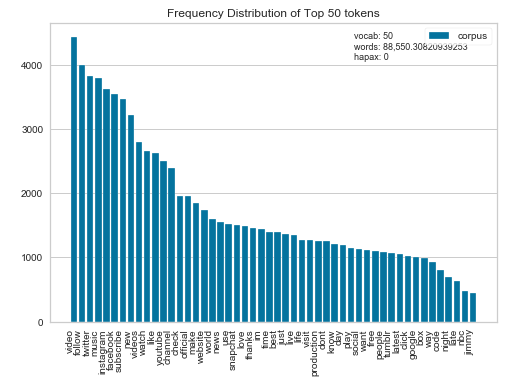 Frequency Distribution of Top 50 tokens
vocab: 50
words: 88,550.30820939253
hapax: 0
corpus
4000
3000
2000
1000
0
video
follow
twitter
music
instagram
facebook
subscribe
new
videos
watch
like
youtube
channel
check
official
make
website
world
news
use
snapchat
love
thanks
im
time
best
just
live
life
visit
production
dont
know
day
play
social
want
free
people
tumblr
latest
click
google
box
way
code
night
late
nbc
jimmy